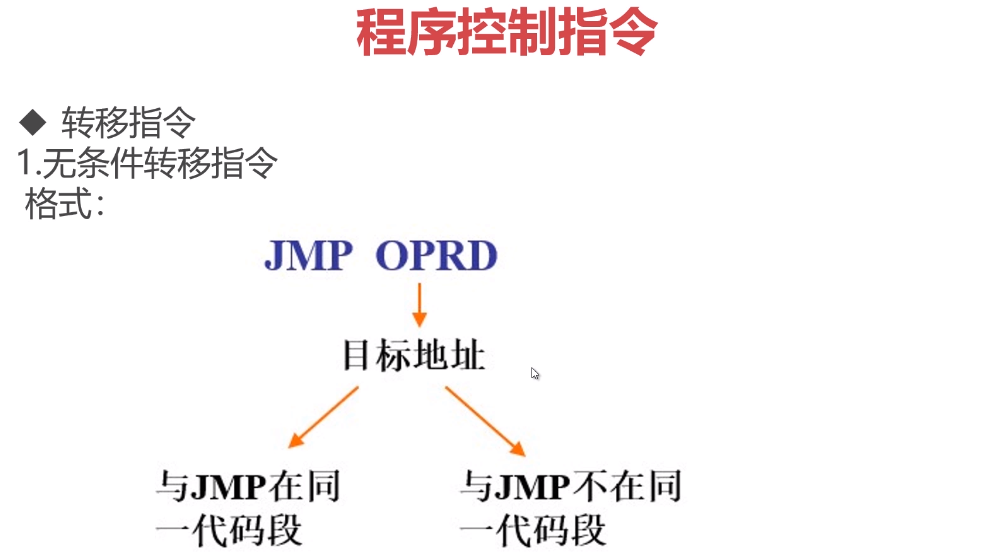 程序控制指令
◆ 转移指令
1.无条件转移指令
格式：
JMP OPRD
目标地址
与JMP在同
一代码段
与JMP不在同
一代码段